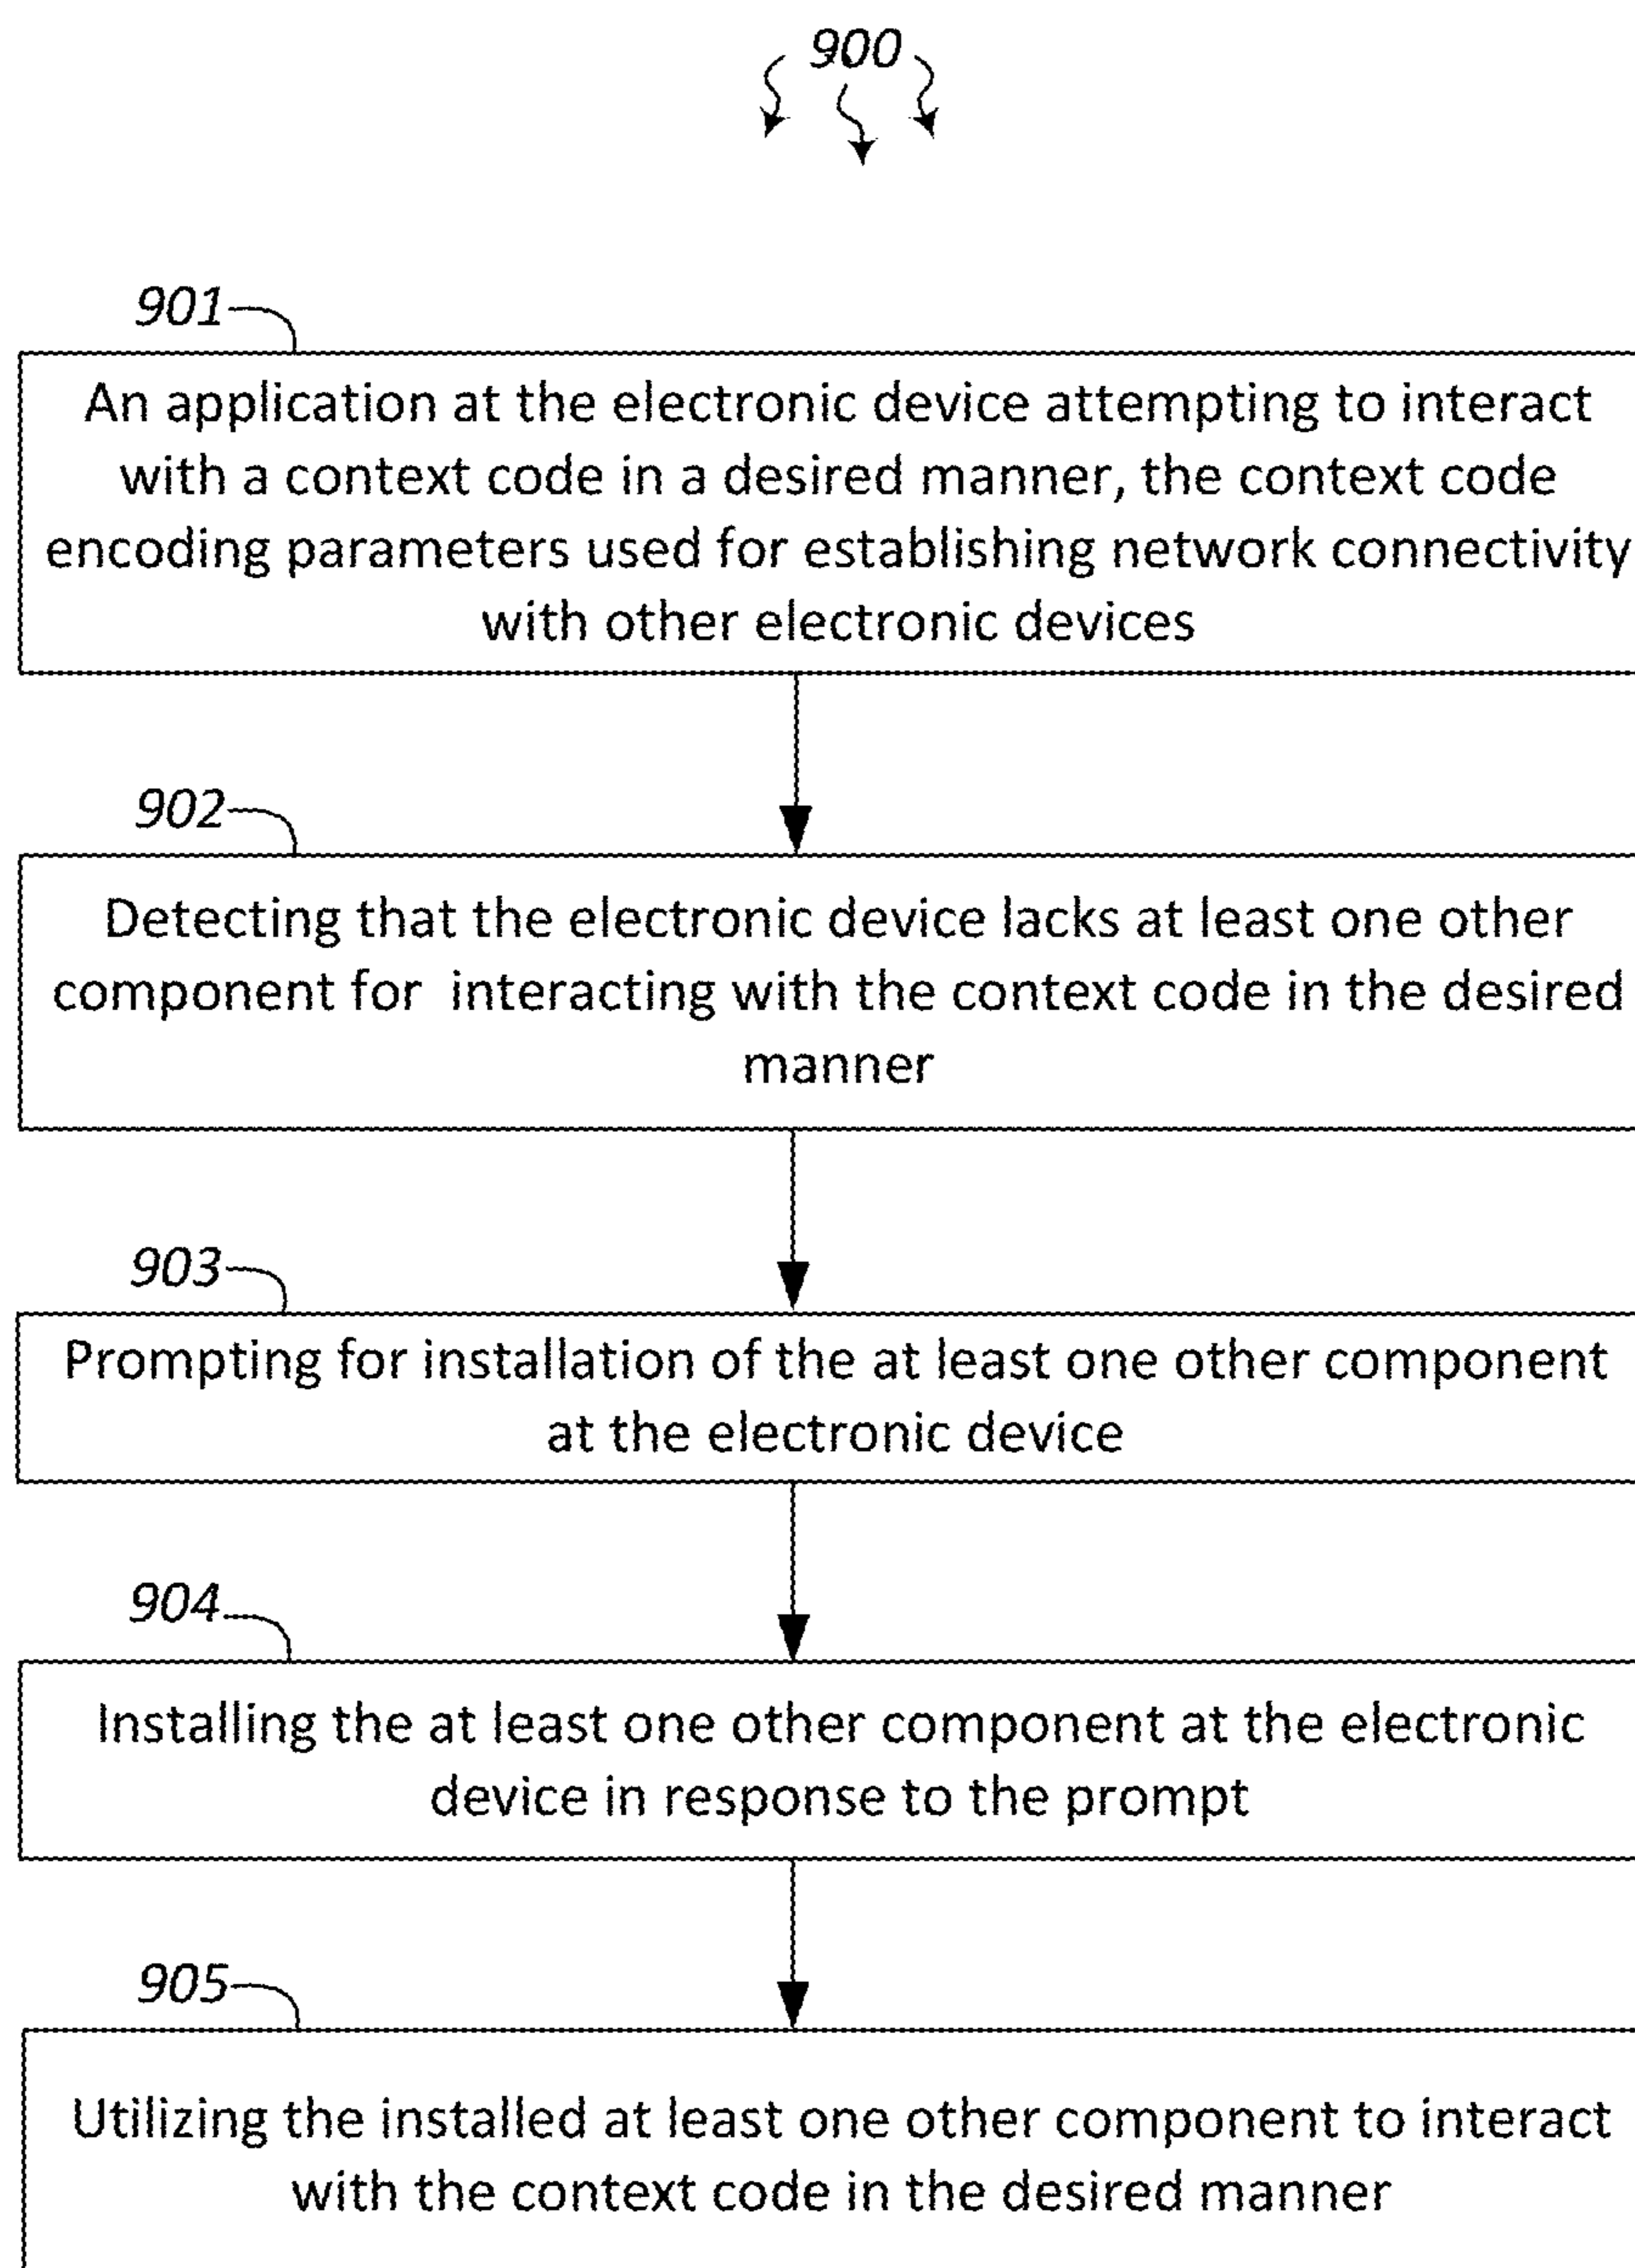 900
901
An application at the electronic device attempting to interact
with a context code in a desired manner, the context code
encoding parameters used for establishing network connectivity
with other electronic devices
902
Detecting that the electronic device lacks at least one other
component for interacting with the context code in the desired
manner
903
Prompting for installation of the at least one other component
at the electronic device
904
Installing the at least one other component at the electronic
device in response to the prompt
905
Utilizing the installed at least one other component to interact
with the context code in the desired manner